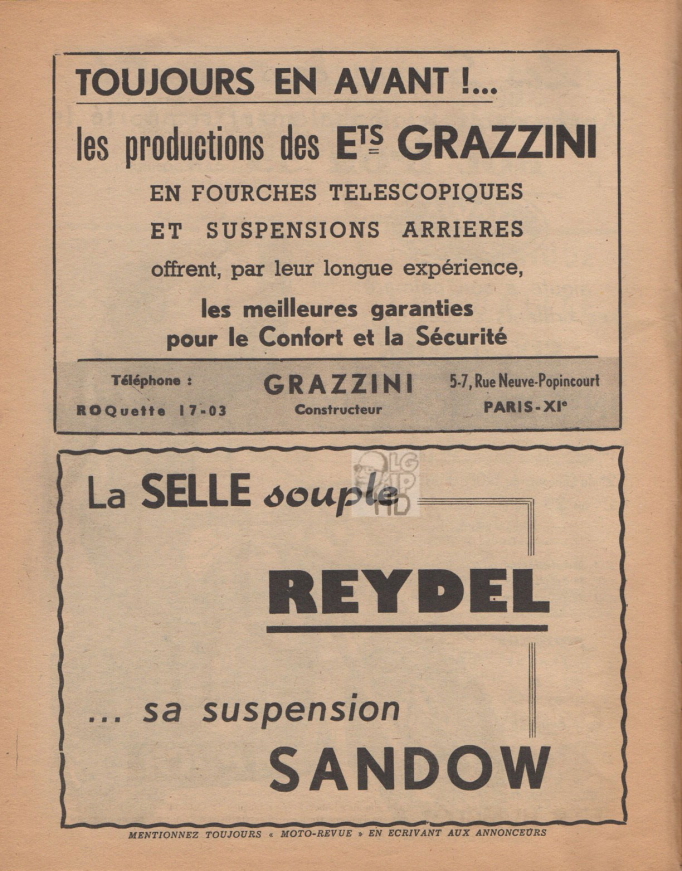 TOUJOURS EN AVANT !...
les productions des ETS GRAZZINI
EN FOURCHES TELESCOPIQUES
ET SUSPENSIONS ARRIERES
offrent, par leur longue expérience,
les meilleures garanties
pour le Confort et la Sécurité
Téléphone :
ROQuette 17-03
GRAZZINI
Constructeur
5-7, Rue Neuve-Popincourt
PARIS-XIe
La SELLE souple
REYDEL
... sa suspension
SANDOW
MENTIONNEZ TOUJOURS « MOTO-REVUE » EN ECRIVANT AUX ANNONCEURS